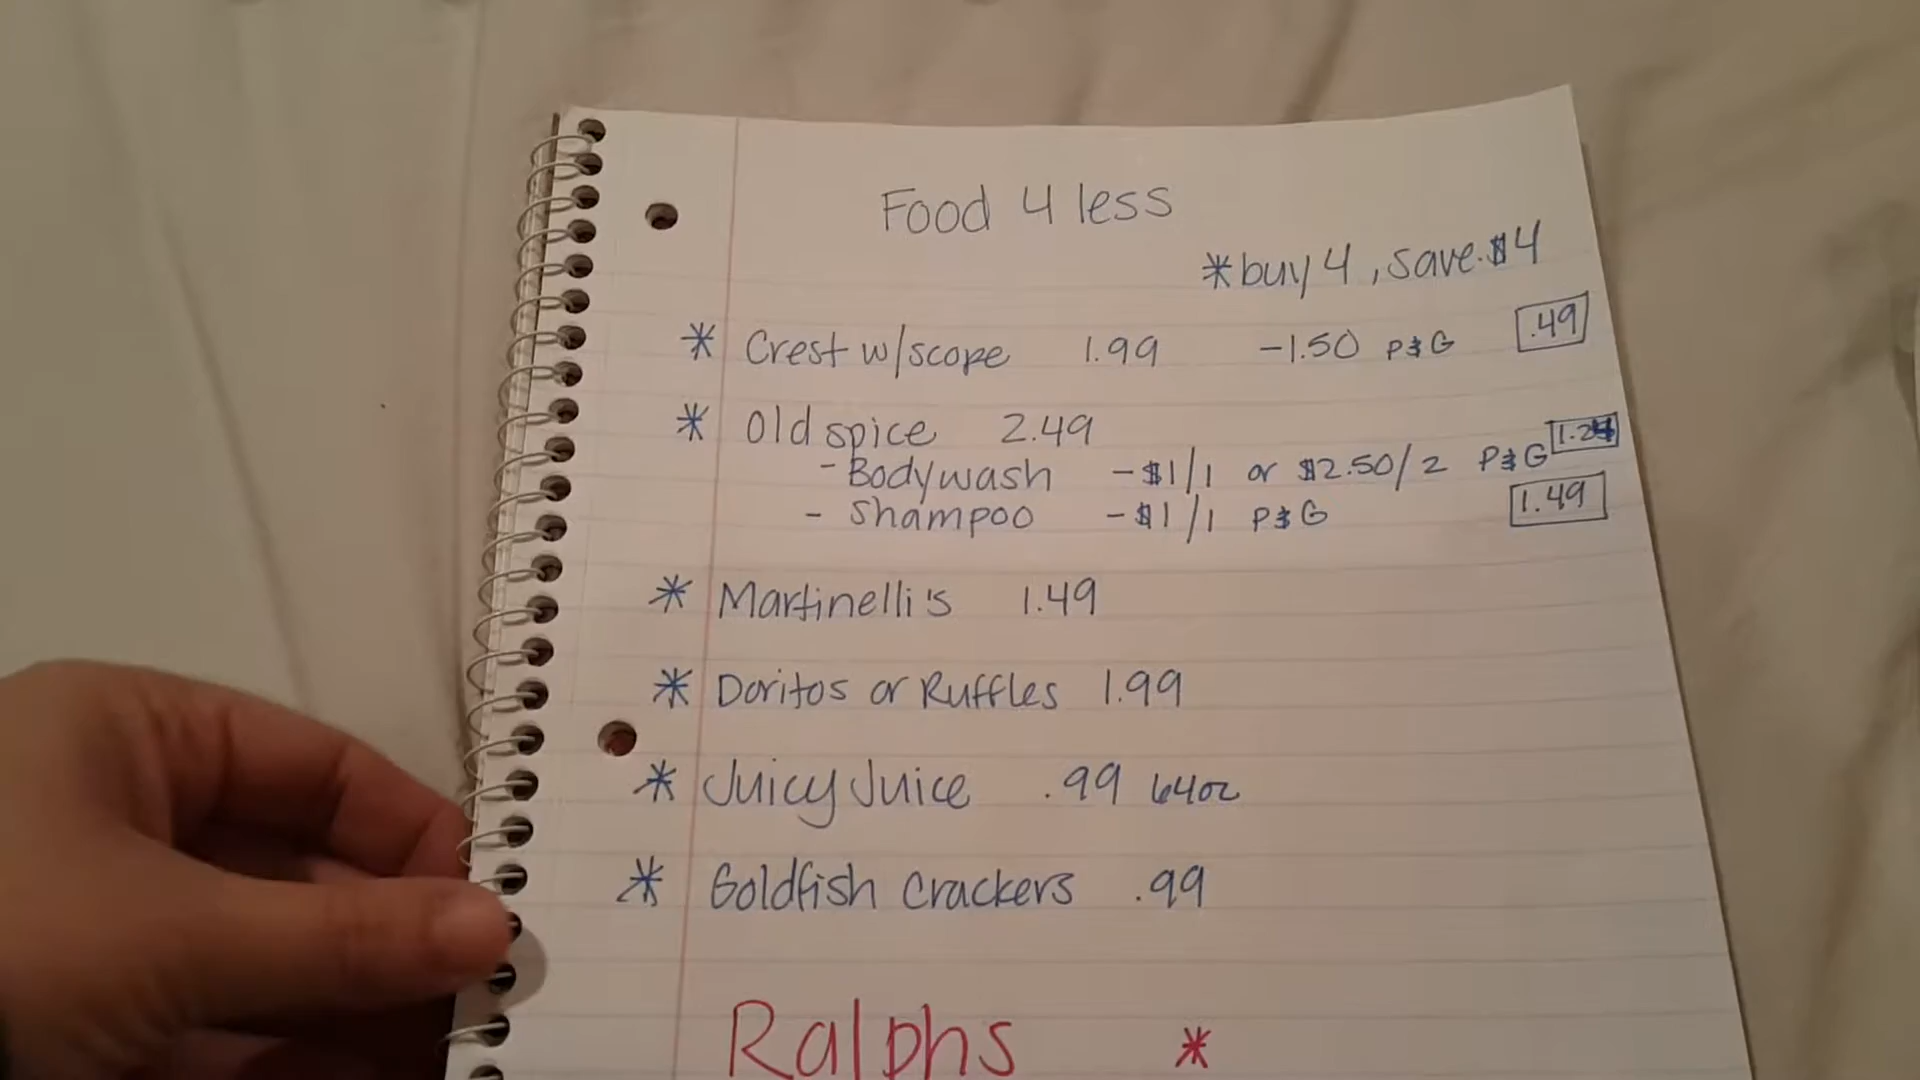 Food 4 less
*buy 4, save $4
* Crest w/scope 1.99 -1.50 P&G .49
* Old spice 2.49
- Bodywash -$1/1 or $2.50/2 P&G
- Shampoo -$1/1 P&G 1.49
* Martinelli's 1.49
* Doritos or Ruffles 1.99
* Juicy Juice .99 64oz
* Goldfish Crackers .99
Ralphs *